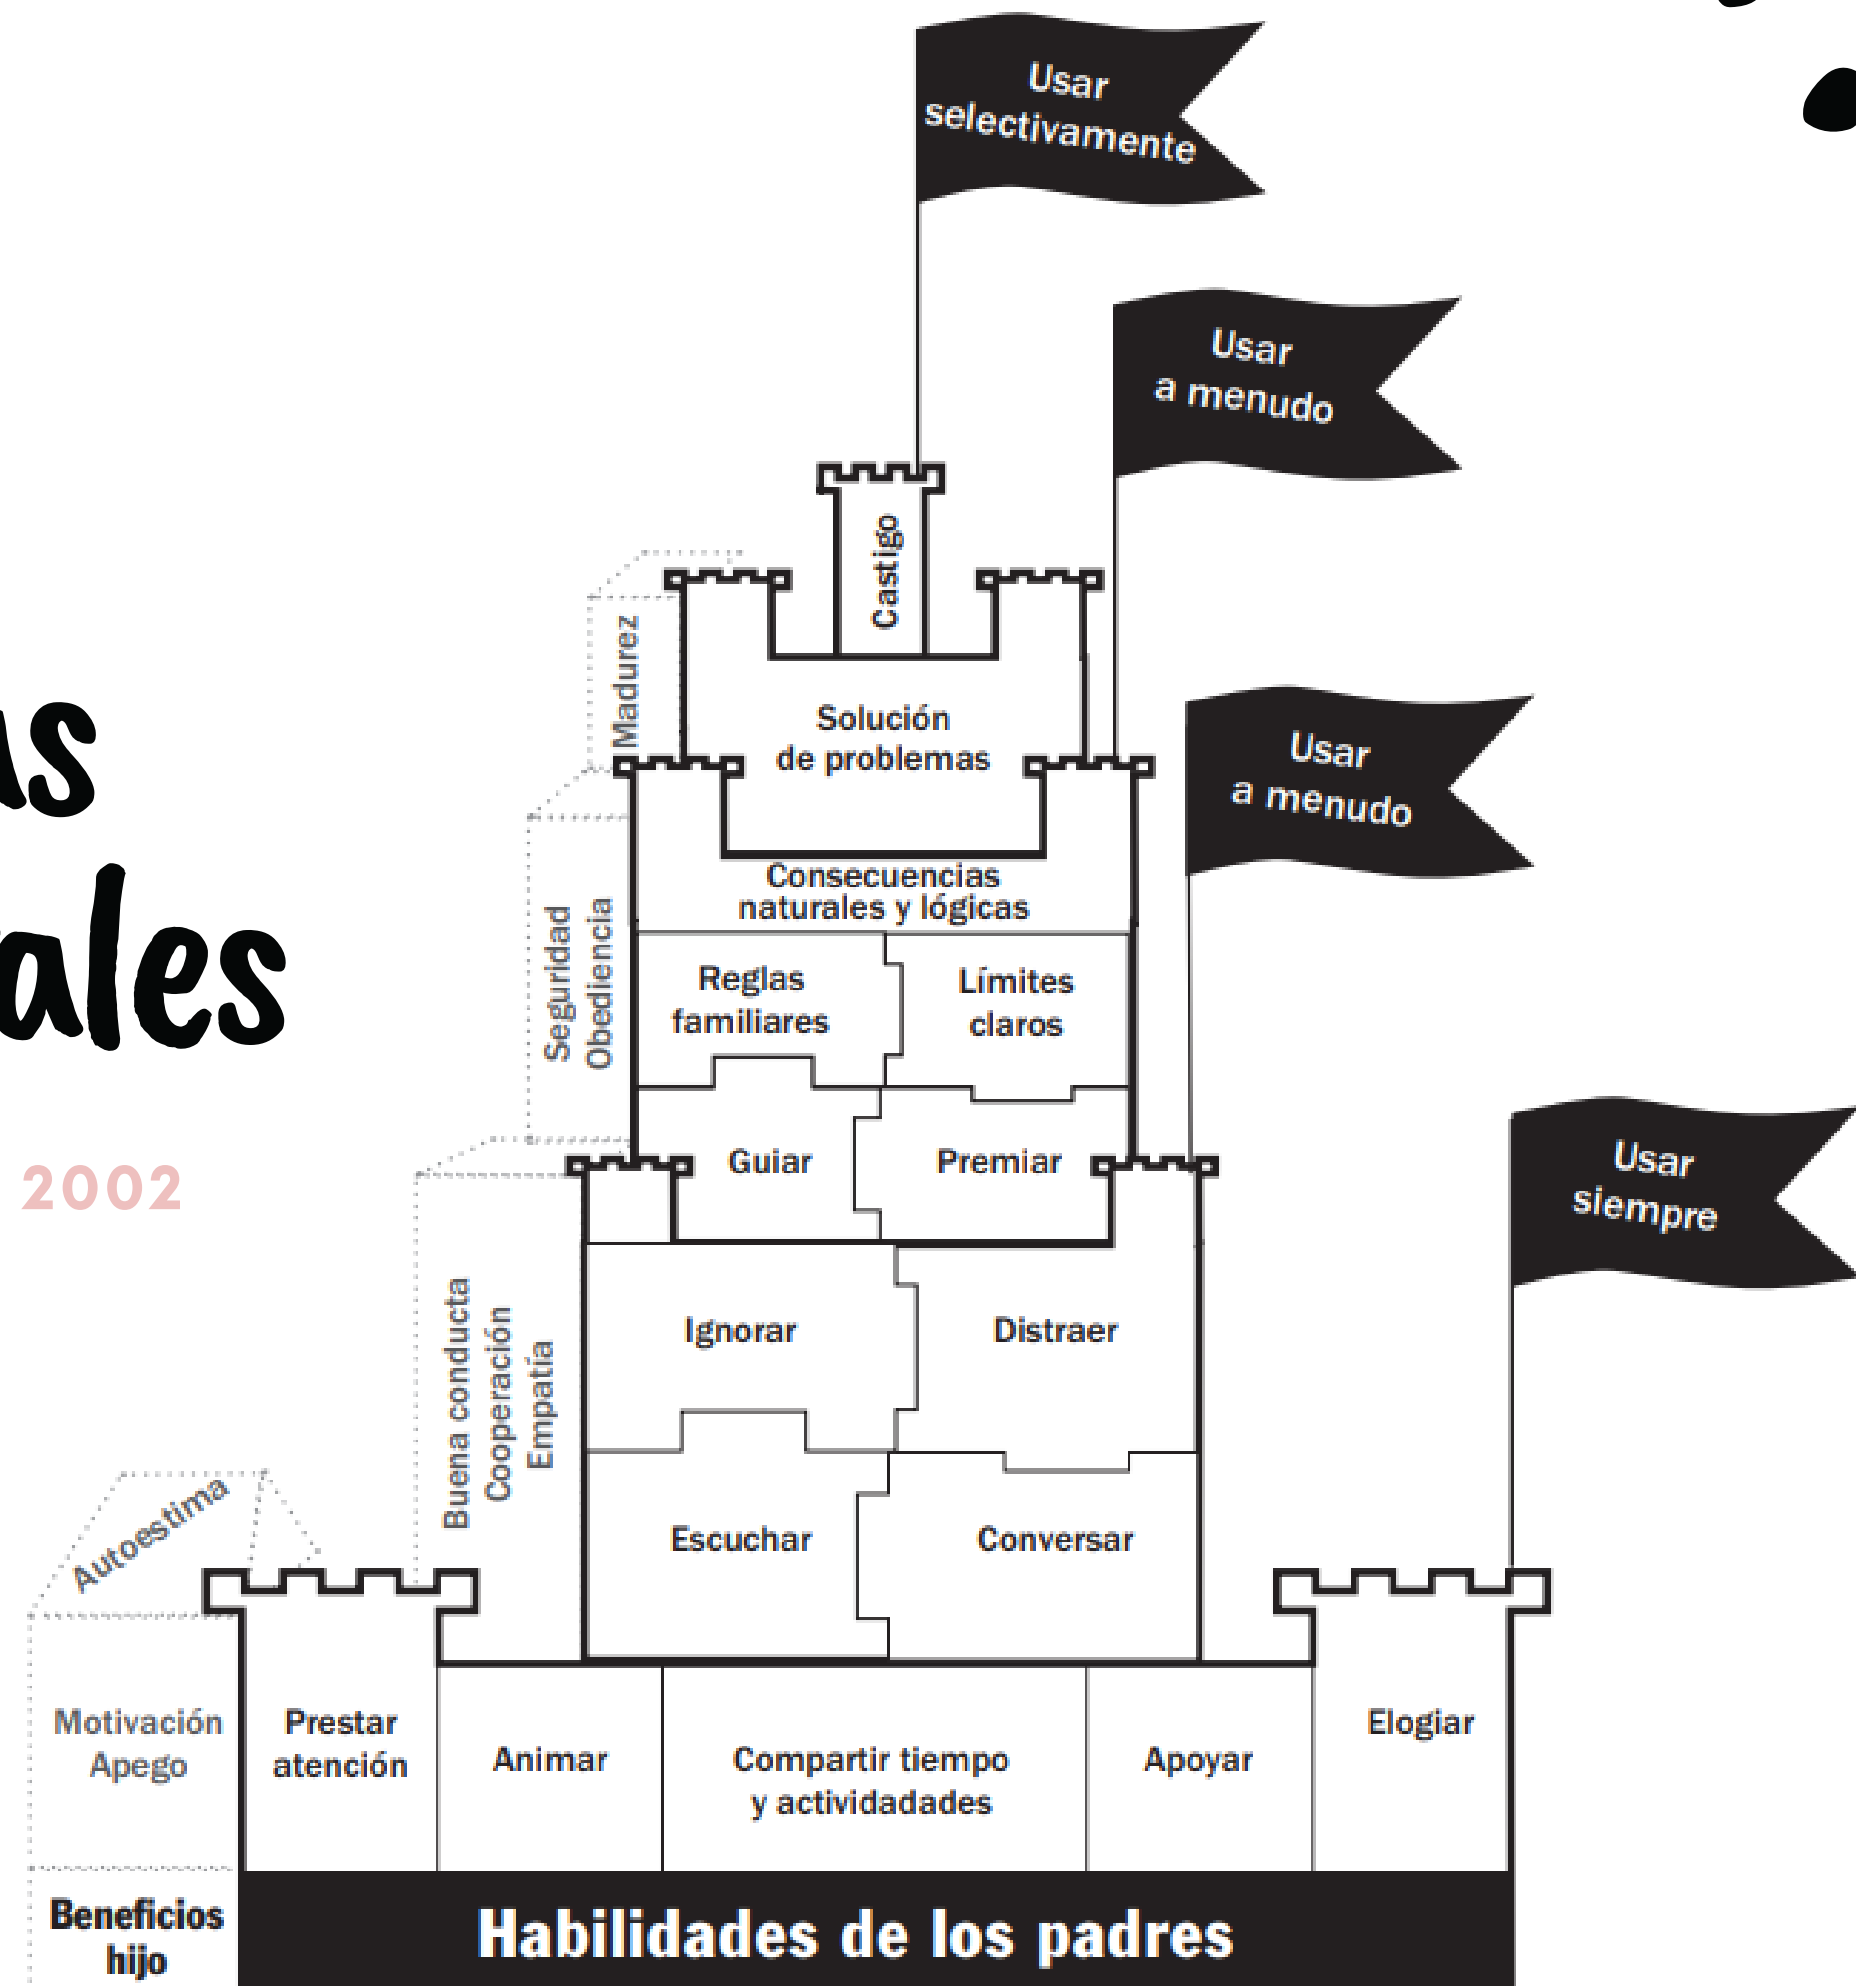 Usar
selectivamente
Usar
a menudo
Castigo
Madurez
Solución
de problemas
Usar
a menudo
Consecuencias
naturales y lógicas
Seguridad
Obediencia
Reglas
familiares
Límites
claros
Guiar
Premiar
2002
Usar
siempre
Buena conducta
Cooperación
Empatía
Ignorar
Distraer
Escuchar
Conversar
Autoestima
Motivación
Apego
Prestar
atención
Animar
Compartir tiempo
y actividadades
Apoyar
Elogiar
Beneficios
hijo
Habilidades de los padres